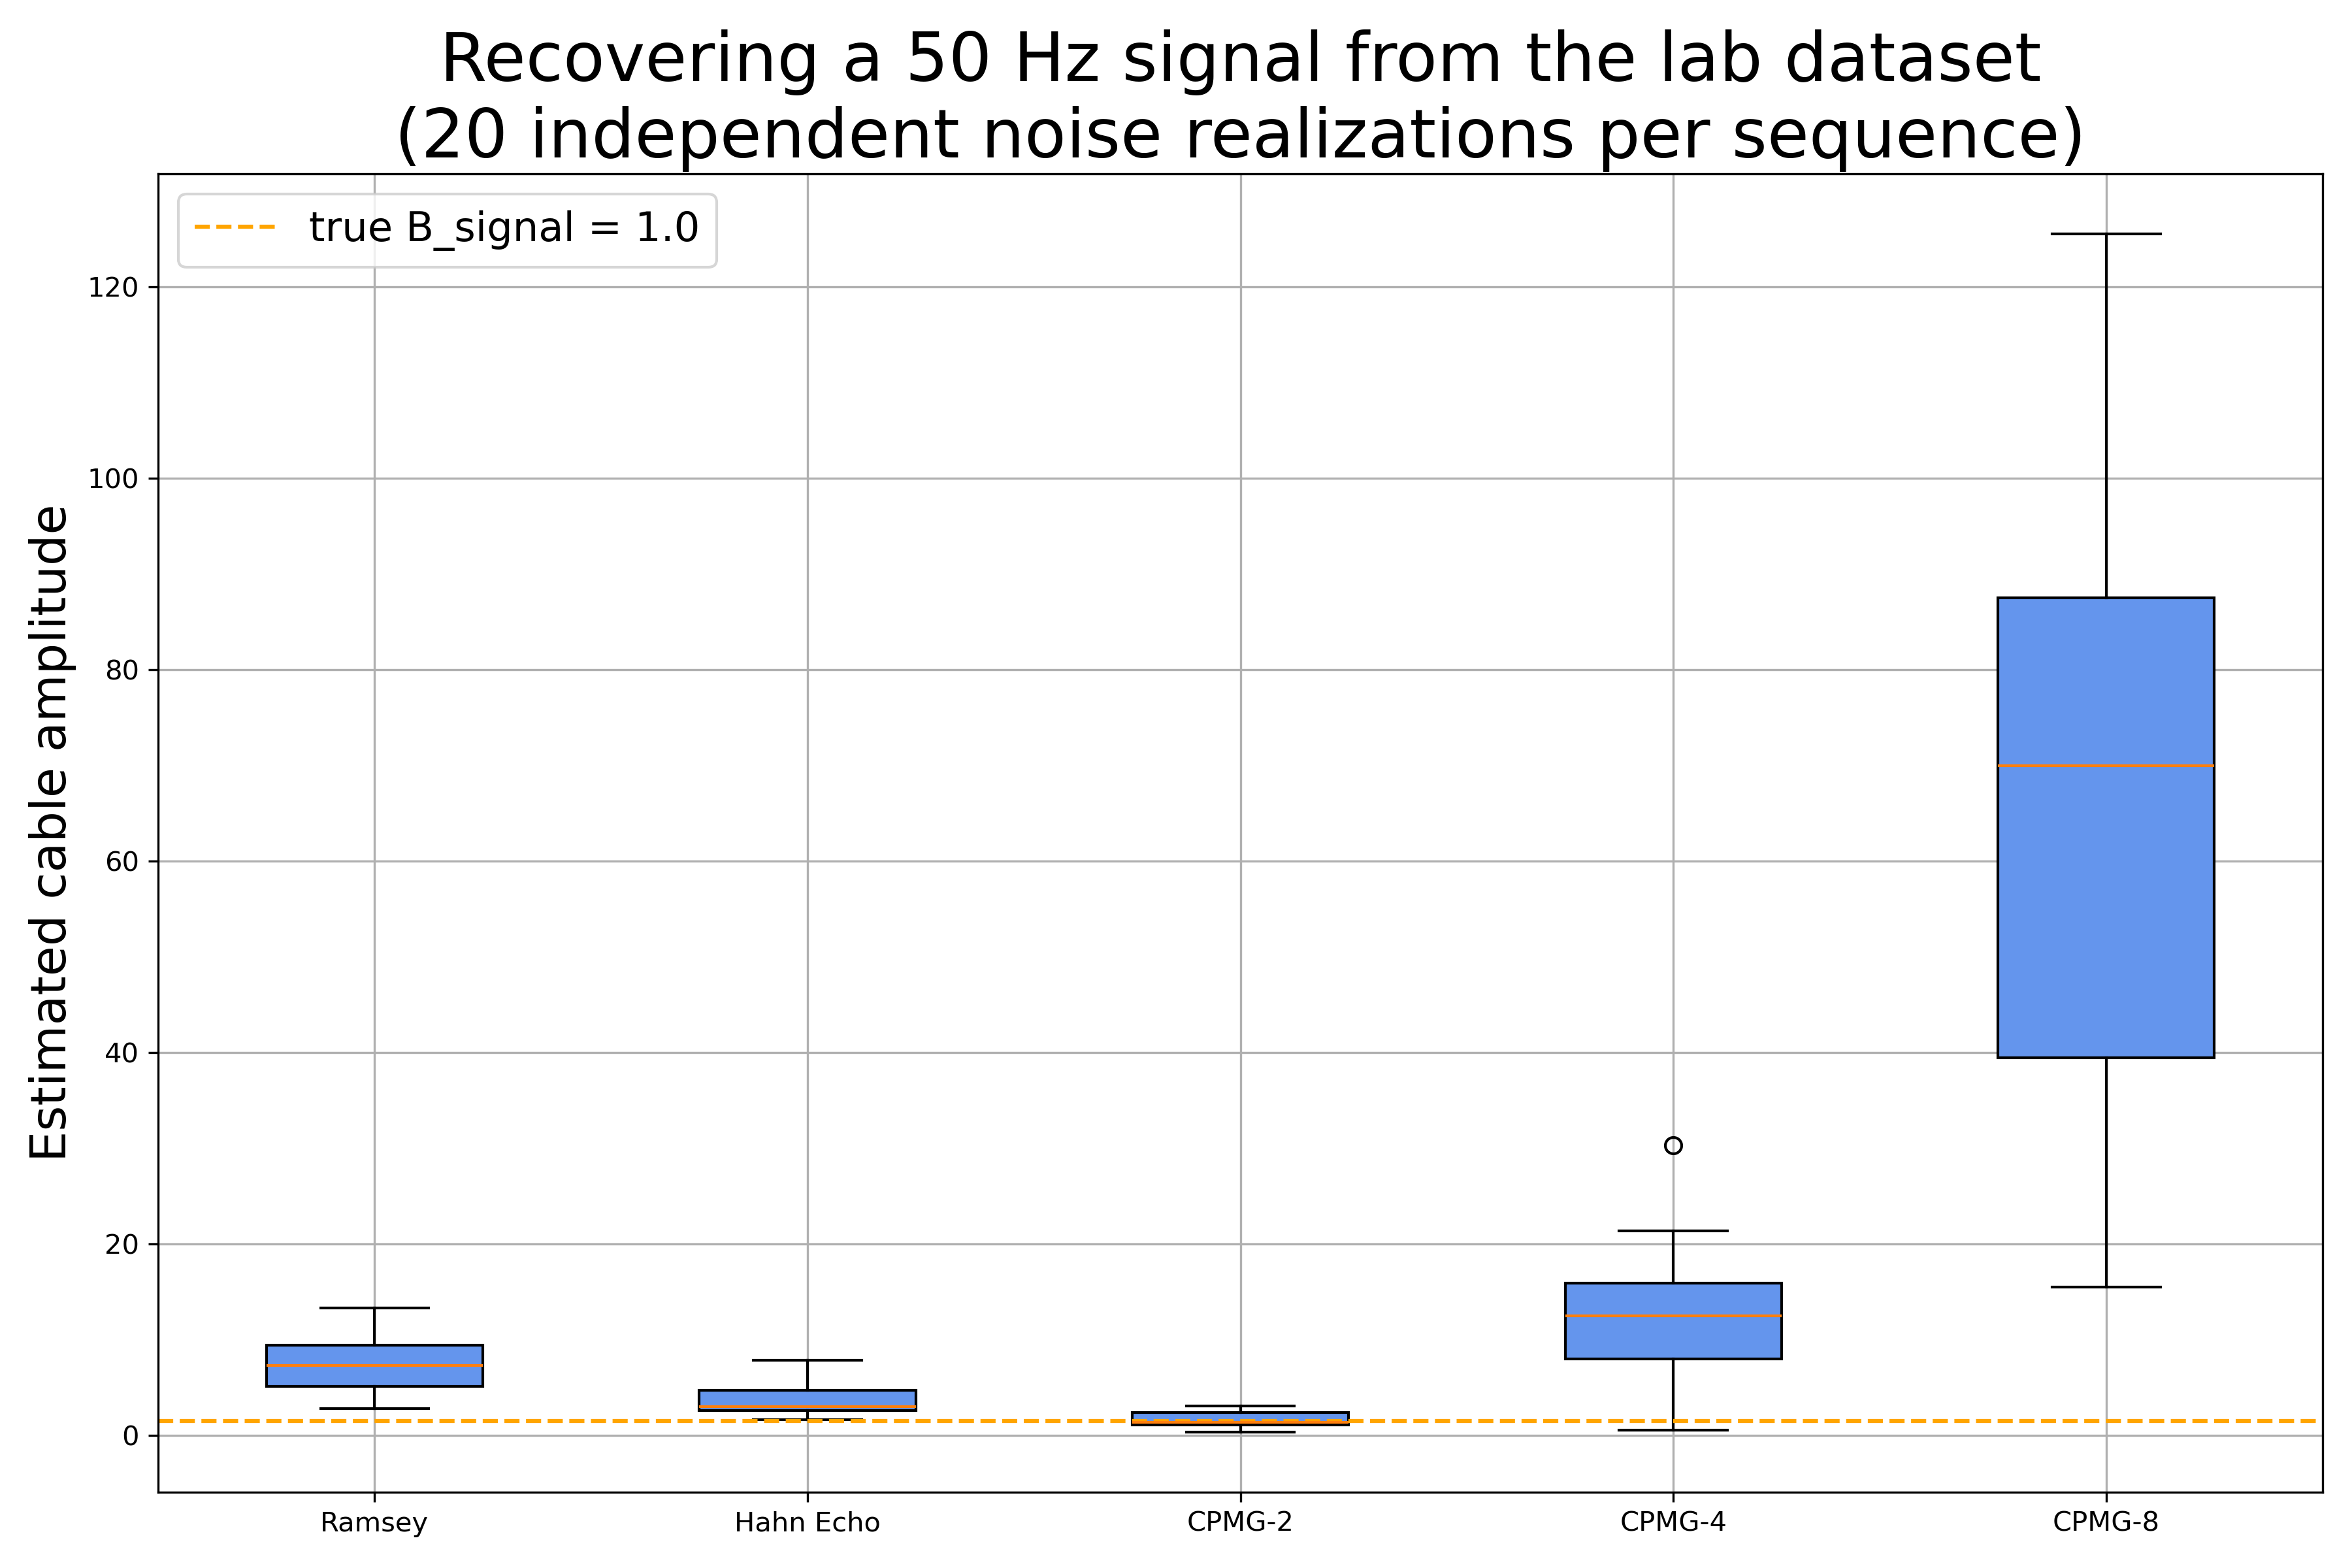 Recovering a 50 Hz signal from the lab dataset
(20 independent noise realizations per sequence)
true B_signal = 1.0
Estimated cable amplitude
120
100
80
60
40
20
0
Ramsey
Hahn Echo
CPMG-2
CPMG-4
CPMG-8